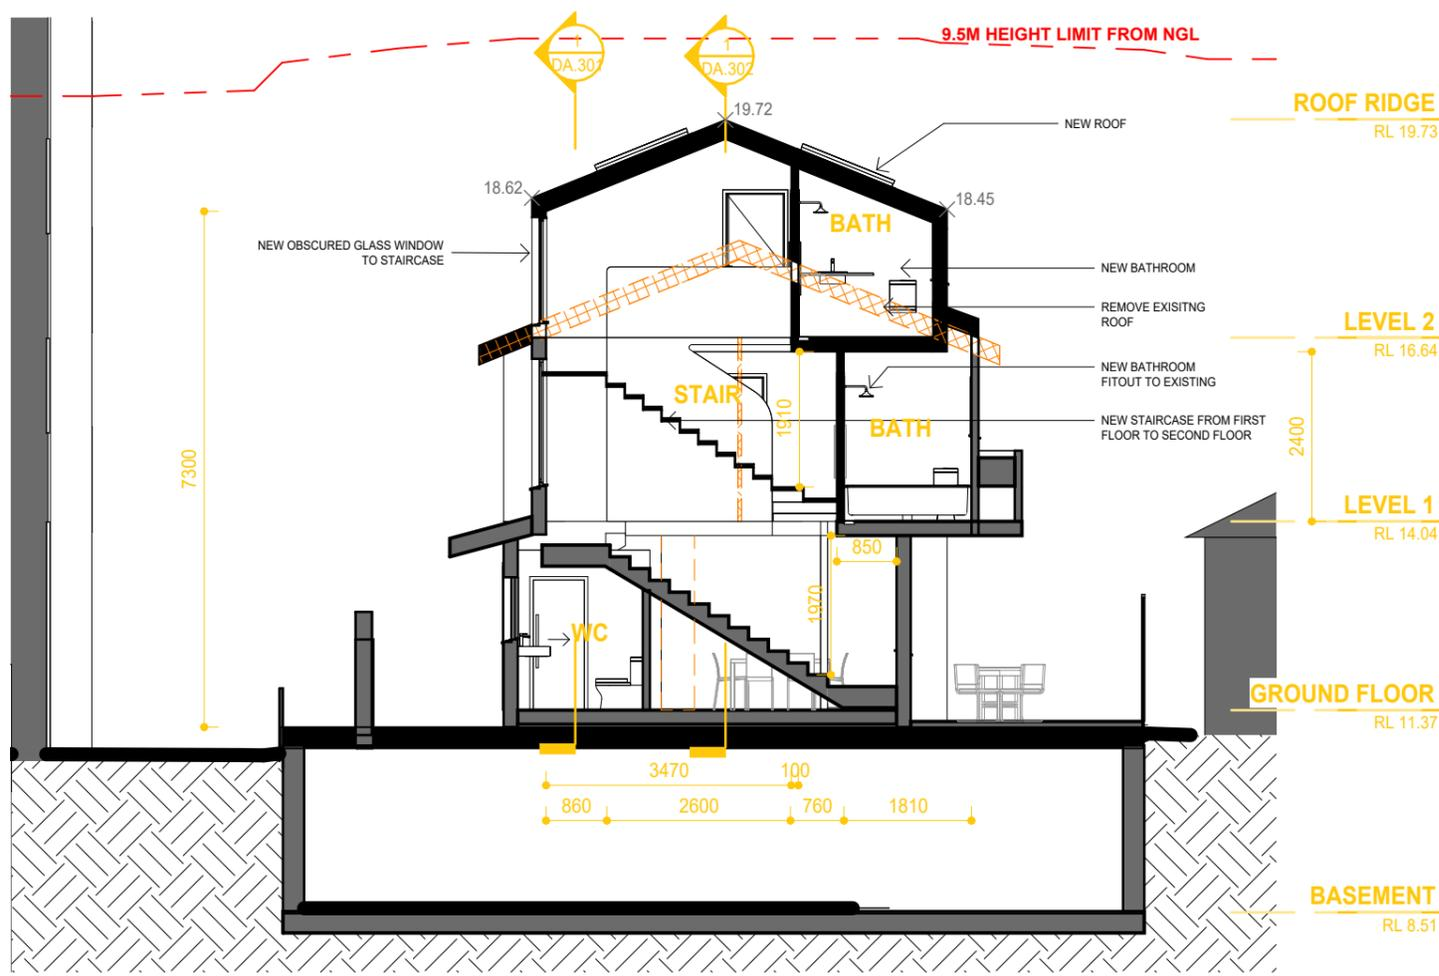 9.5M HEIGHT LIMIT FROM NGL
1
DA.301
1
DA.302
ROOF RIDGE
RL 19.73
19.72
NEW ROOF
18.62
18.45
BATH
NEW OBSCURED GLASS WINDOW
TO STAIRCASE
NEW BATHROOM
REMOVE EXISITNG
ROOF
LEVEL 2
RL 16.64
NEW BATHROOM
FITOUT TO EXISTING
STAIR
1910
BATH
NEW STAIRCASE FROM FIRST
FLOOR TO SECOND FLOOR
2400
7300
LEVEL 1
RL 14.04
850
1970
WC
GROUND FLOOR
RL 11.37
3470
100
860
2600
760
1810
BASEMENT
RL 8.51